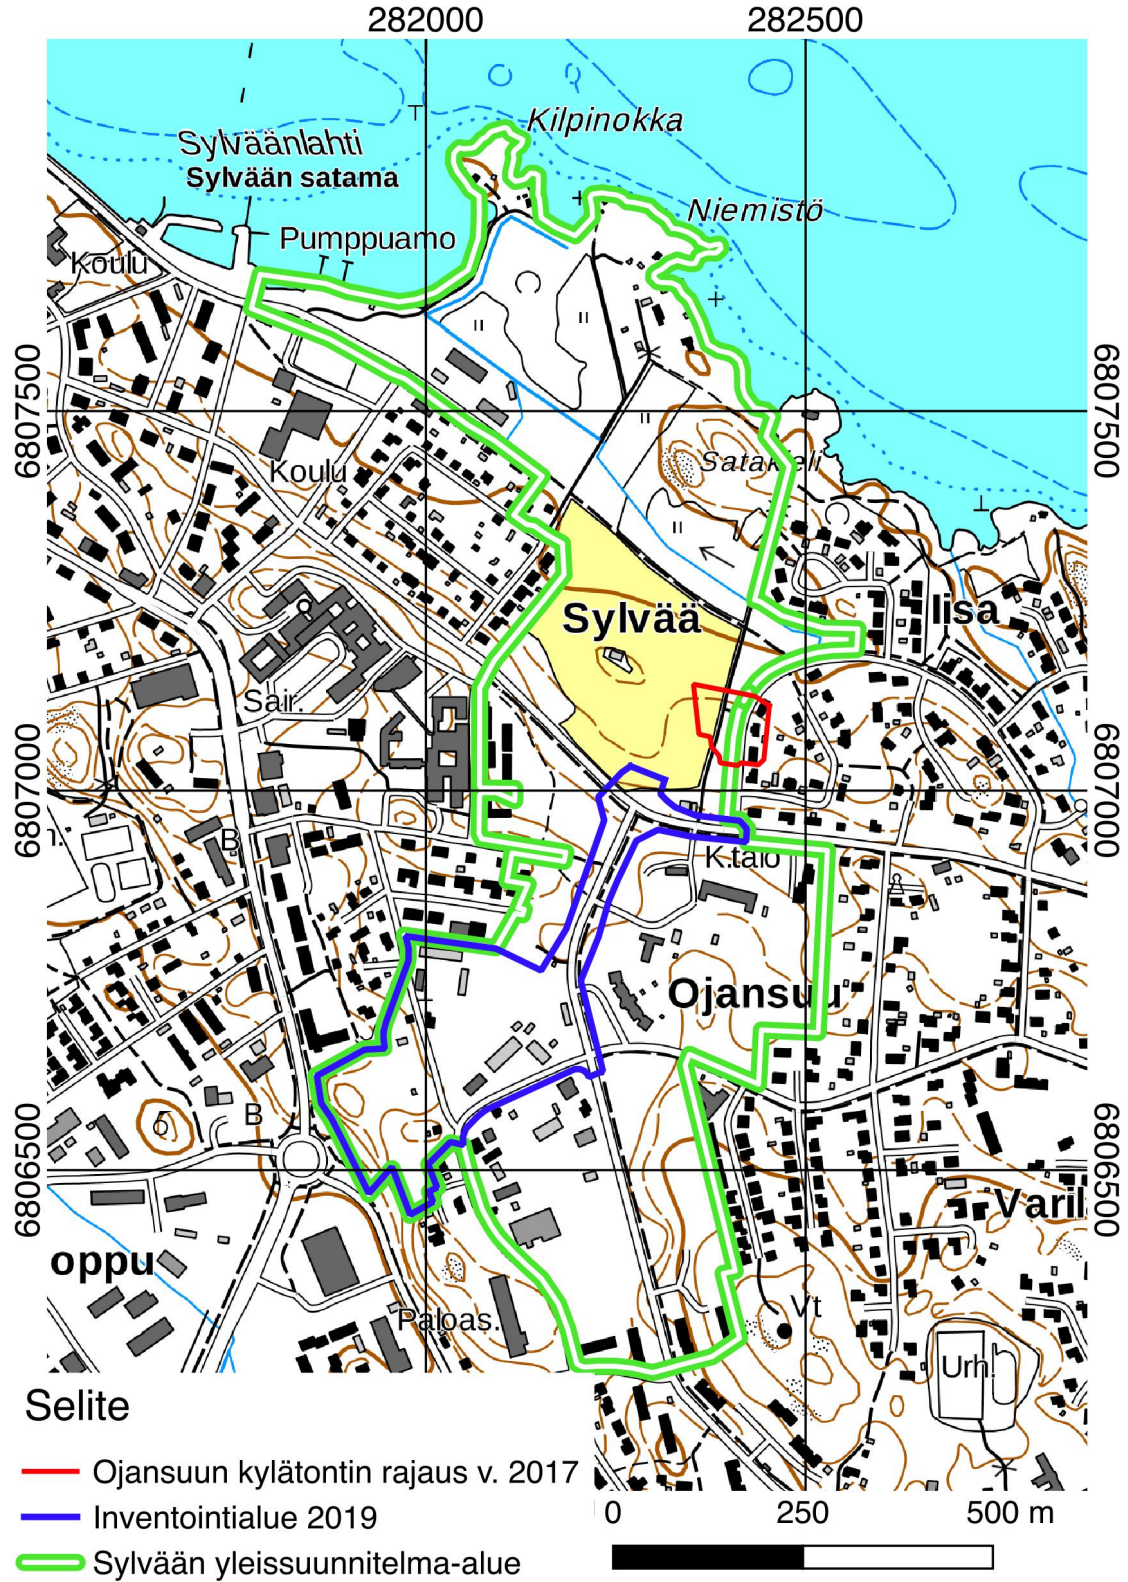 282000 282500
Kilpinokka
Sylväänlahti
Sylvään satama
Niemistö
Pumppuamo
Koulu
6807500
6807500
Koulu
Satakieli
Sylvää
Iisa
Sair.
6807000
6807000
B
K.talo
Ojansuu
B
6806500
6806500
Varil
oppu
Vt
Paloas.
Urh.
Selite
Ojansuun kylätontin rajaus v. 2017
Inventointialue 2019
Sylvään yleissuunnitelma-alue
0 250 500 m